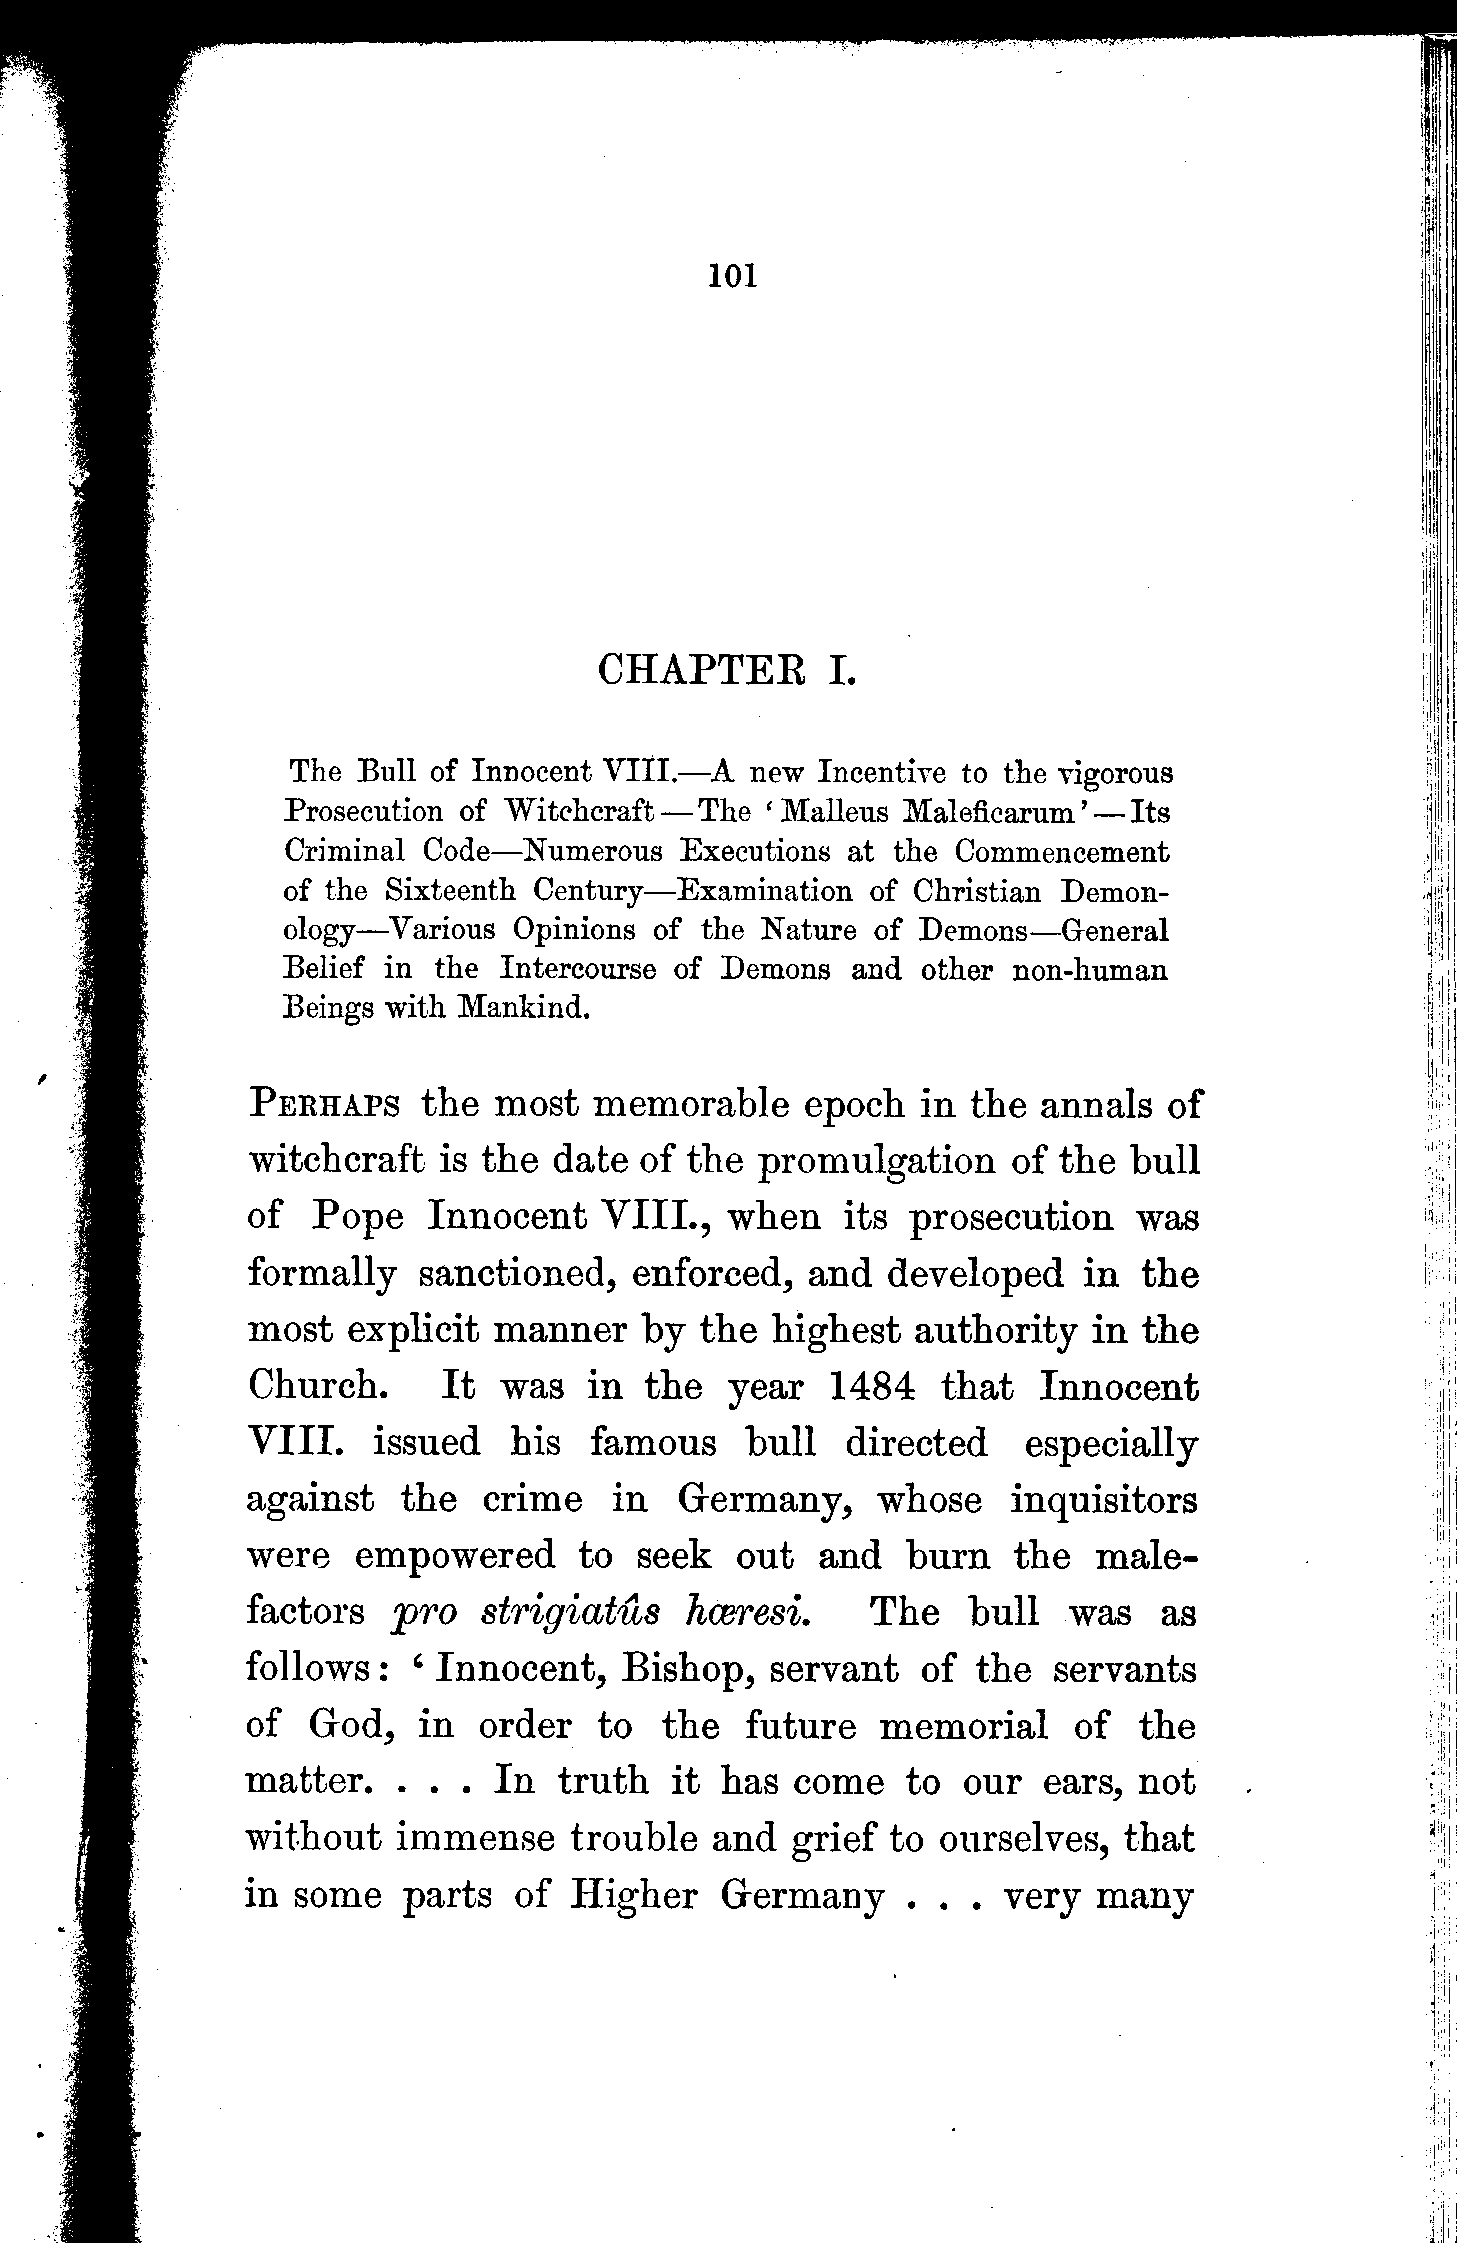 101
CHAPTER I.
The Bull of Innocent VIII.—A new Incentive to the vigorous
Prosecution of Witchcraft—The ‘Malleus Maleficarum’—Its
Criminal Code—Numerous Executions at the Commencement
of the Sixteenth Century—Examination of Christian Demon-
ology—Various Opinions of the Nature of Demons—General
Belief in the Intercourse of Demons and other non-human
Beings with Mankind.
PERHAPS the most memorable epoch in the annals of
witchcraft is the date of the promulgation of the bull
of Pope Innocent VIII., when its prosecution was
formally sanctioned, enforced, and developed in the
most explicit manner by the highest authority in the
Church. It was in the year 1484 that Innocent
VIII. issued his famous bull directed especially
against the crime in Germany, whose inquisitors
were empowered to seek out and burn the male-
factors pro strigiatûs hæresi. The bull was as
follows: ‘Innocent, Bishop, servant of the servants
of God, in order to the future memorial of the
matter. . . . In truth it has come to our ears, not
without immense trouble and grief to ourselves, that
in some parts of Higher Germany . . . very many